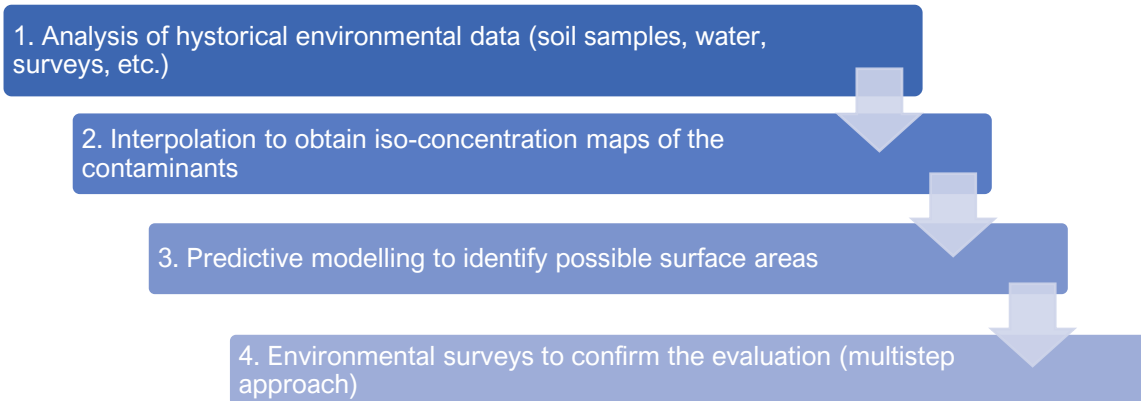 1. Analysis of hystorical environmental data (soil samples, water,
surveys, etc.)
2. Interpolation to obtain iso-concentration maps of the
contaminants
3. Predictive modelling to identify possible surface areas
4. Environmental surveys to confirm the evaluation (multistep
approach)